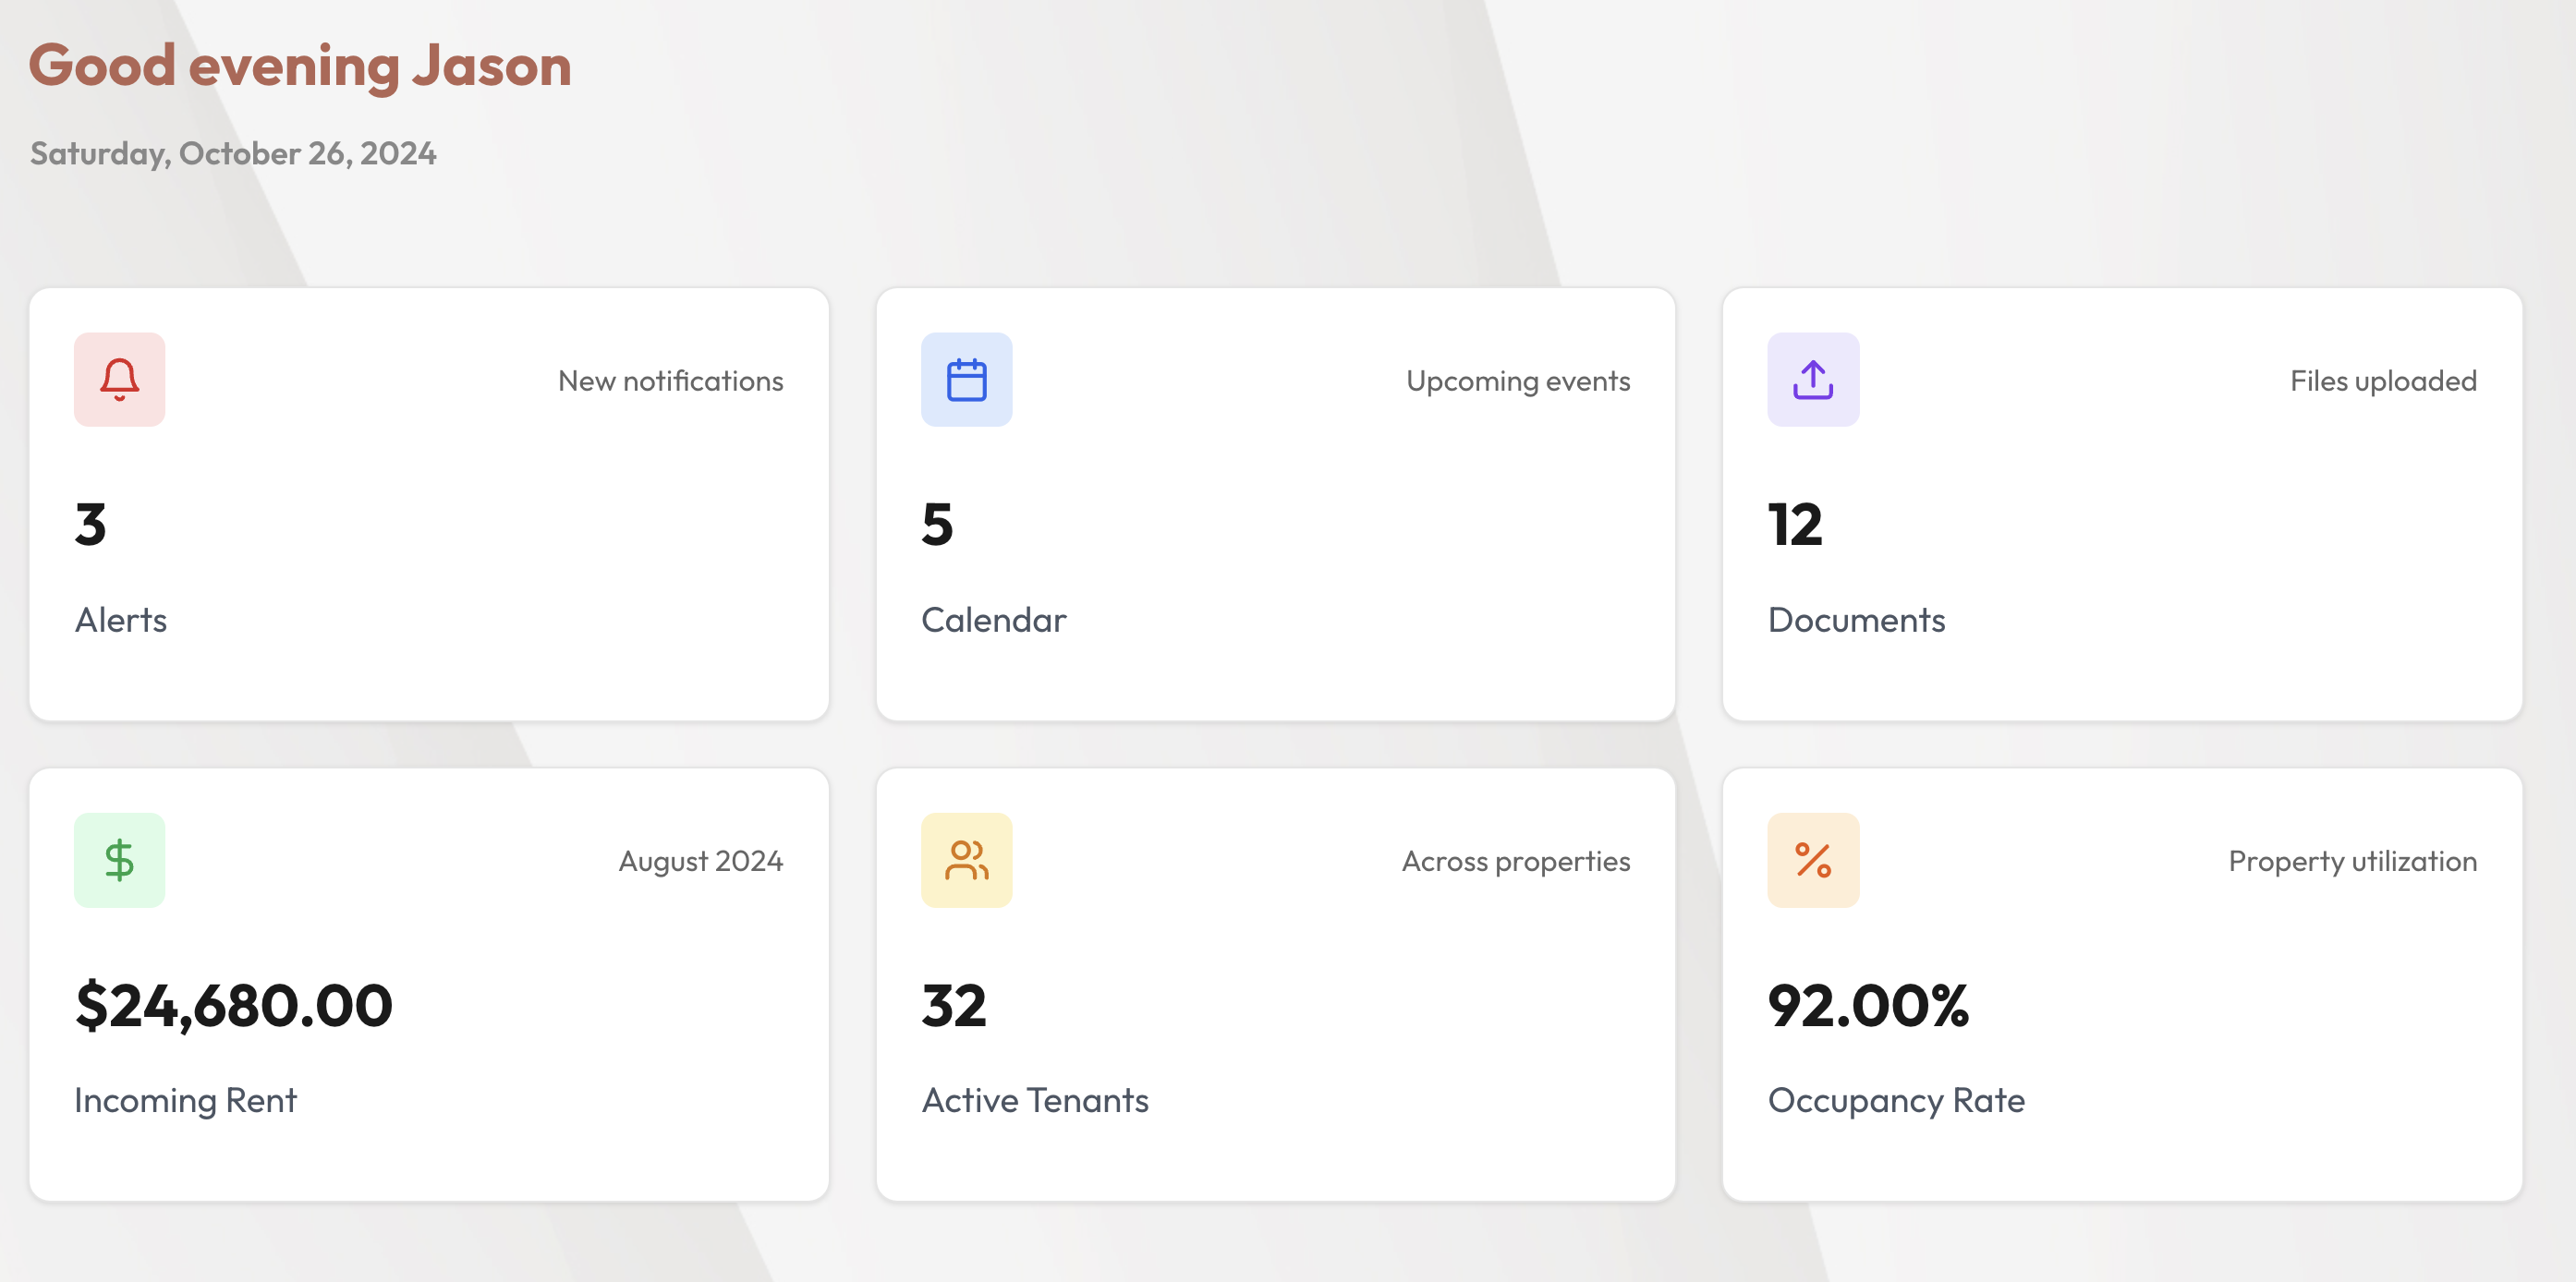 Good evening Jason
Saturday, October 26, 2024
New notifications
3
Alerts
Upcoming events
5
Calendar
Files uploaded
12
Documents
August 2024
$24,680.00
Incoming Rent
Across properties
32
Active Tenants
Property utilization
92.00%
Occupancy Rate